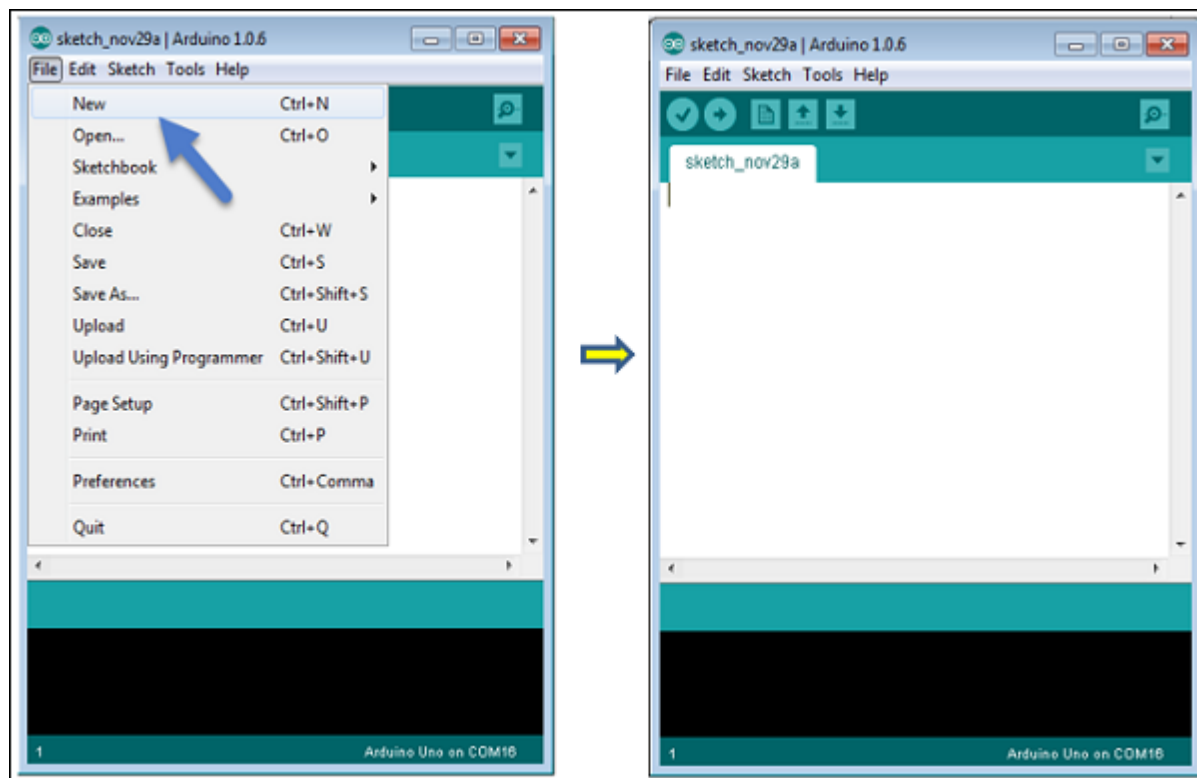 sketch_nov29a | Arduino 1.0.6
File Edit Sketch Tools Help
New Ctrl+N
Open... Ctrl+O
Sketchbook
Examples
Close Ctrl+W
Save Ctrl+S
Save As... Ctrl+Shift+S
Upload Ctrl+U
Upload Using Programmer Ctrl+Shift+U
Page Setup Ctrl+Shift+P
Print Ctrl+P
Preferences Ctrl+Comma
Quit Ctrl+Q
1 Arduino Uno on COM16
sketch_nov29a | Arduino 1.0.6
File Edit Sketch Tools Help
sketch_nov29a
1 Arduino Uno on COM16